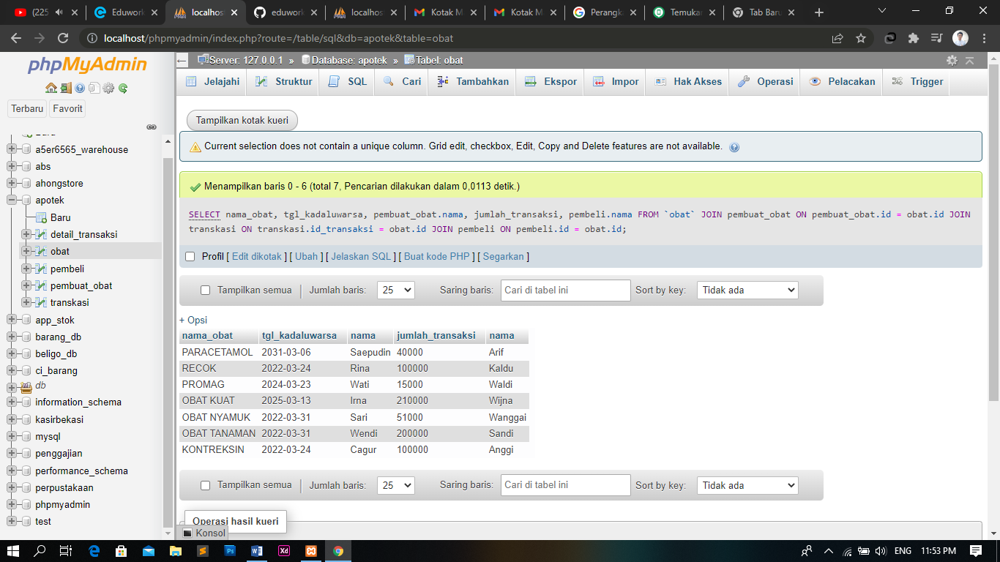 (225
Eduwork
localhos
eduwork
localhos
Kotak M
Kotak M
Perangka
Temukan
Tab Baru
localhost/phpmyadmin/index.php?route=/table/sql&db=apotek&table=obat
phpMyAdmin
Terbaru Favorit
Baru
a5er6565_warehouse
abs
ahongstore
apotek
Baru
detail_transaksi
obat
pembeli
pembuat_obat
transkasi
app_stok
barang_db
beligo_db
ci_barang
db
information_schema
kasirbekasi
mysql
penggajian
performance_schema
perpustakaan
phpmyadmin
test
Server: 127.0.0.1 » Database: apotek » Tabel: obat
Jelajahi Struktur SQL Cari Tambahkan Ekspor Impor Hak Akses Operasi Pelacakan Trigger
Tampilkan kotak kueri
Current selection does not contain a unique column. Grid edit, checkbox, Edit, Copy and Delete features are not available.
Menampilkan baris 0 - 6 (total 7, Pencarian dilakukan dalam 0,0113 detik.)
SELECT nama_obat, tgl_kadaluwarsa, pembuat_obat.nama, jumlah_transaksi, pembeli.nama FROM `obat` JOIN pembuat_obat ON pembuat_obat.id = obat.id JOIN
transkasi ON transkasi.id_transaksi = obat.id JOIN pembeli ON pembeli.id = obat.id;
Profil [ Edit dikotak ] [ Ubah ] [ Jelaskan SQL ] [ Buat kode PHP ] [ Segarkan ]
Tampilkan semua | Jumlah baris: 25 Saring baris: Cari di tabel ini Sort by key: Tidak ada
+ Opsi
nama_obat tgl_kadaluwarsa nama jumlah_transaksi nama
PARACETAMOL 2031-03-06 Saepudin 40000 Arif
RECOK 2022-03-24 Rina 100000 Kaldu
PROMAG 2024-03-23 Wati 15000 Waldi
OBAT KUAT 2025-03-13 Irna 210000 Wijna
OBAT NYAMUK 2022-03-31 Sari 51000 Wanggai
OBAT TANAMAN 2022-03-31 Wendi 200000 Sandi
KONTREKSIN 2022-03-24 Cagur 100000 Anggi
Tampilkan semua | Jumlah baris: 25 Saring baris: Cari di tabel ini Sort by key: Tidak ada
Operasi hasil kueri
Konsol
ENG 11:53 PM